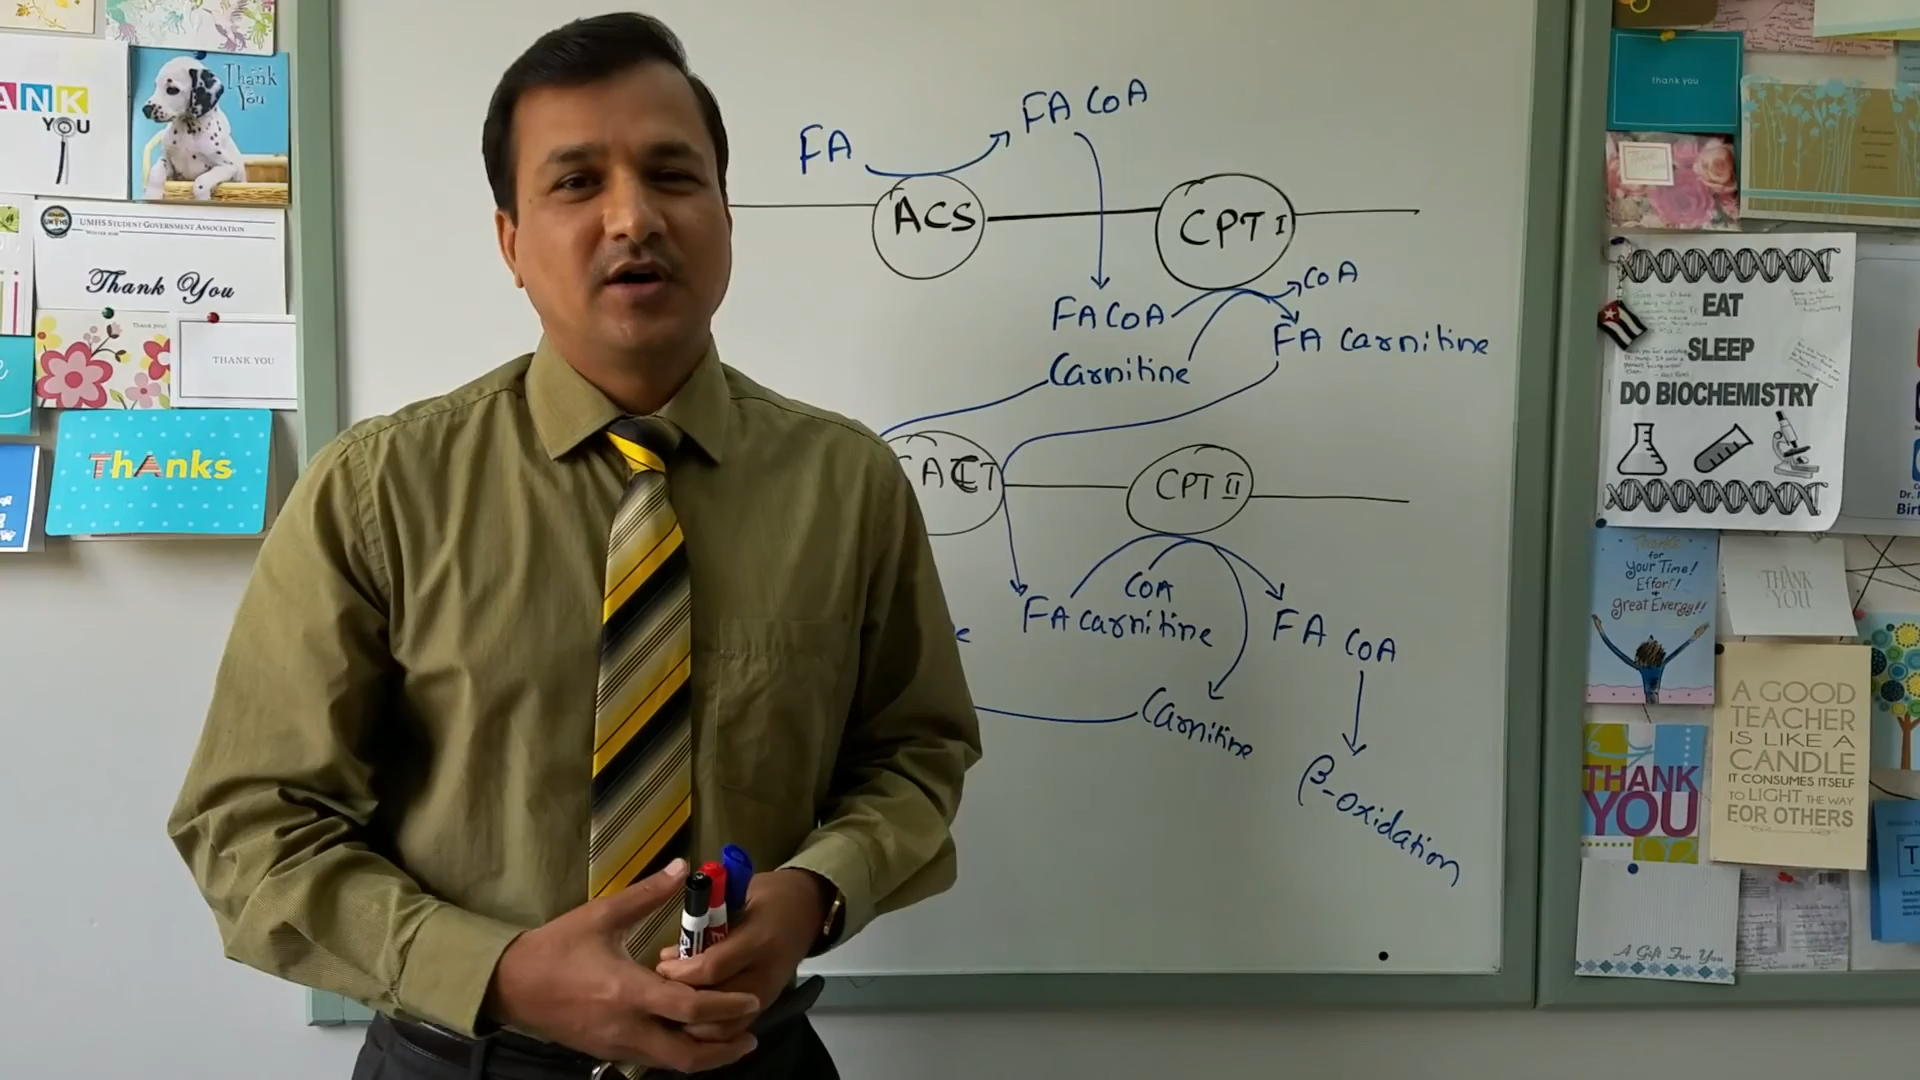 ANK
YOU
Thank
You
UMHS STUDENT GOVERNMENT ASSOCIATION
Thank You
Thank you!
THANK YOU
Thanks
FA
FA CoA
ACS
CPT I
CoA
FA CoA
FA Carnitine
Carnitine
CPT II
CoA
FA Carnitine
FA CoA
e
Carnitine
β-oxidation
thank you
EAT
SLEEP
DO BIOCHEMISTRY
Dr.
Birt
Thanks
for
your Time!
Effort!
great Energy!!
THANK
YOU
A GOOD
TEACHER
IS LIKE A
CANDLE
IT CONSUMES ITSELF
TO LIGHT THE WAY
FOR OTHERS
THANK
YOU
A Gift For You